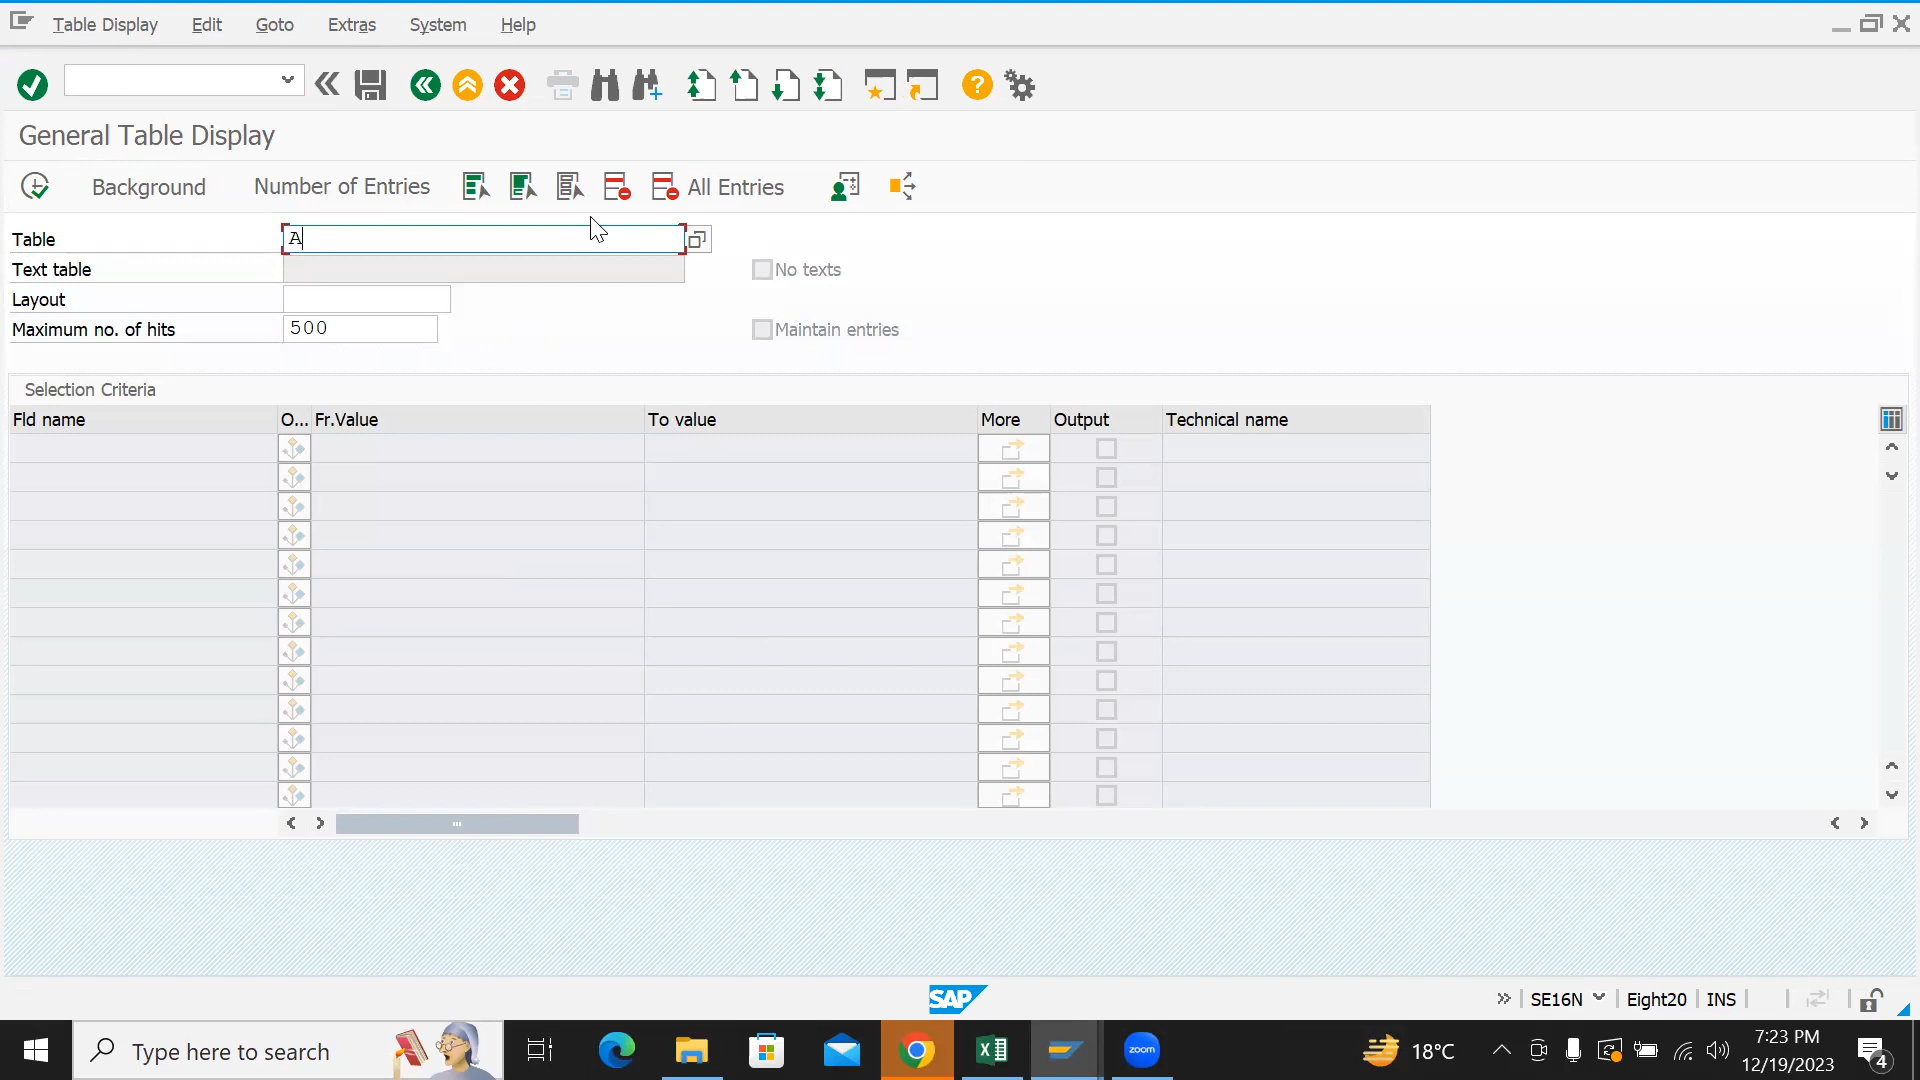 Table Display Edit Goto Extras System Help
General Table Display
Background Number of Entries All Entries
Table A
Text table No texts
Layout
Maximum no. of hits 500 Maintain entries
Selection Criteria
Fld name O... Fr.Value To value More Output Technical name
SAP SE16N Eight20 INS
Type here to search zoom 18°C 7:23 PM
12/19/2023 4